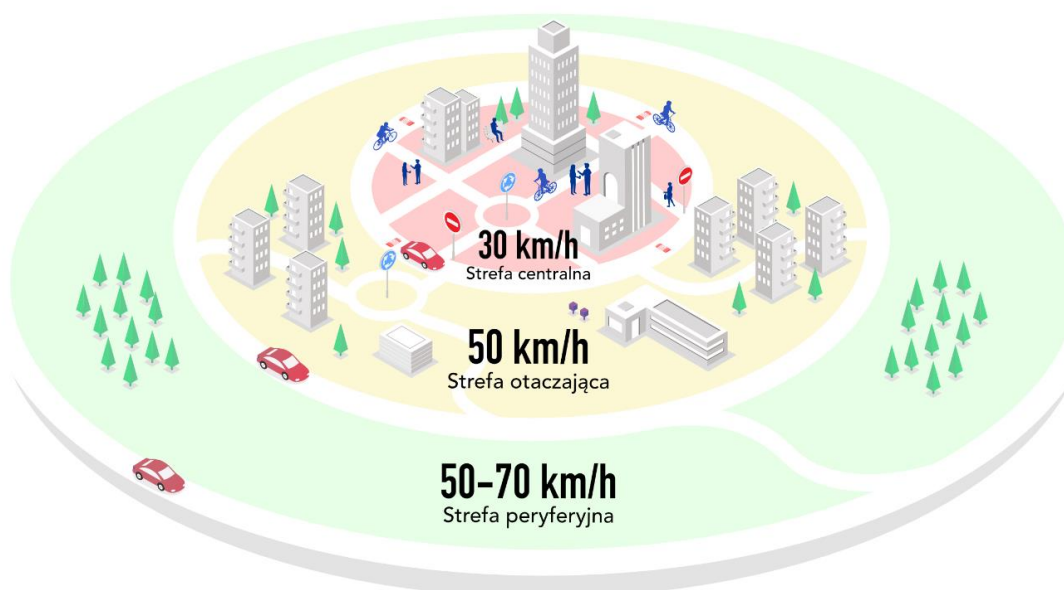 30 km/h
Strefa centralna
50 km/h
Strefa otaczająca
50–70 km/h
Strefa peryferyjna